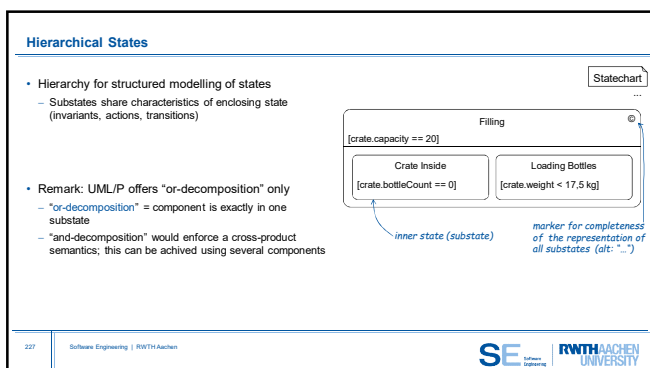 Hierarchical States
• Hierarchy for structured modelling of states
– Substates share characteristics of enclosing state
(invariants, actions, transitions)
• Remark: UML/P offers “or-decomposition” only
– “or-decomposition” = component is exactly in one
substate
– “and-decomposition” would enforce a cross-product
semantics; this can be achived using several components
Statechart
...
Filling
©
[crate.capacity == 20]
Crate Inside
[crate.bottleCount == 0]
Loading Bottles
[crate.weight < 17,5 kg]
inner state (substate)
marker for completeness
of the representation of
all substates (alt: "...")
227
Software Engineering | RWTH Aachen
SE Software
Engineering
RWTHAACHEN
UNIVERSITY